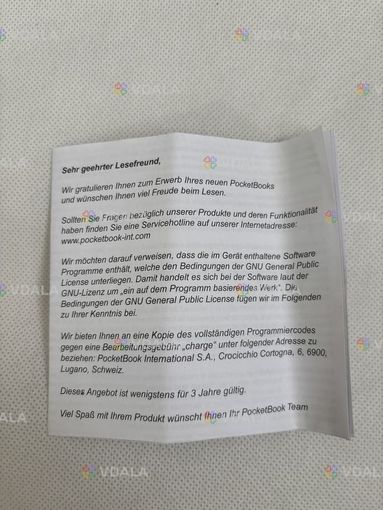 Sehr geehrter Lesefreund,
Wir gratulieren Ihnen zum Erwerb Ihres neuen PocketBooks
und wünschen Ihnen viel Freude beim Lesen.
Sollten Sie Fragen bezüglich unserer Produkte und deren Funktionalität
haben finden Sie eine Servicehotline auf unserer Internetadresse:
www.pocketbook-int.com
Wir möchten darauf verweisen, dass die im Gerät enthaltene Software
Programme enthält, welche den Bedingungen der GNU General Public
License unterliegen. Damit handelt es sich bei der Software laut der
GNU-Lizenz um „ein auf dem Programm basierendes Werk“. Die
Bedingungen der GNU General Public License fügen wir im Folgenden
zu Ihrer Kenntnis bei.
Wir bieten Ihnen an eine Kopie des vollständigen Programmiercodes
gegen eine Bearbeitungsgebühr „charge“ unter folgender Adresse zu
beziehen: PocketBook International S.A., Crocicchio Cortogna, 6, 6900,
Lugano, Schweiz.
Dieses Angebot ist wenigstens für 3 Jahre gültig.
Viel Spaß mit Ihrem Produkt wünscht Ihnen Ihr PocketBook Team
VDALA